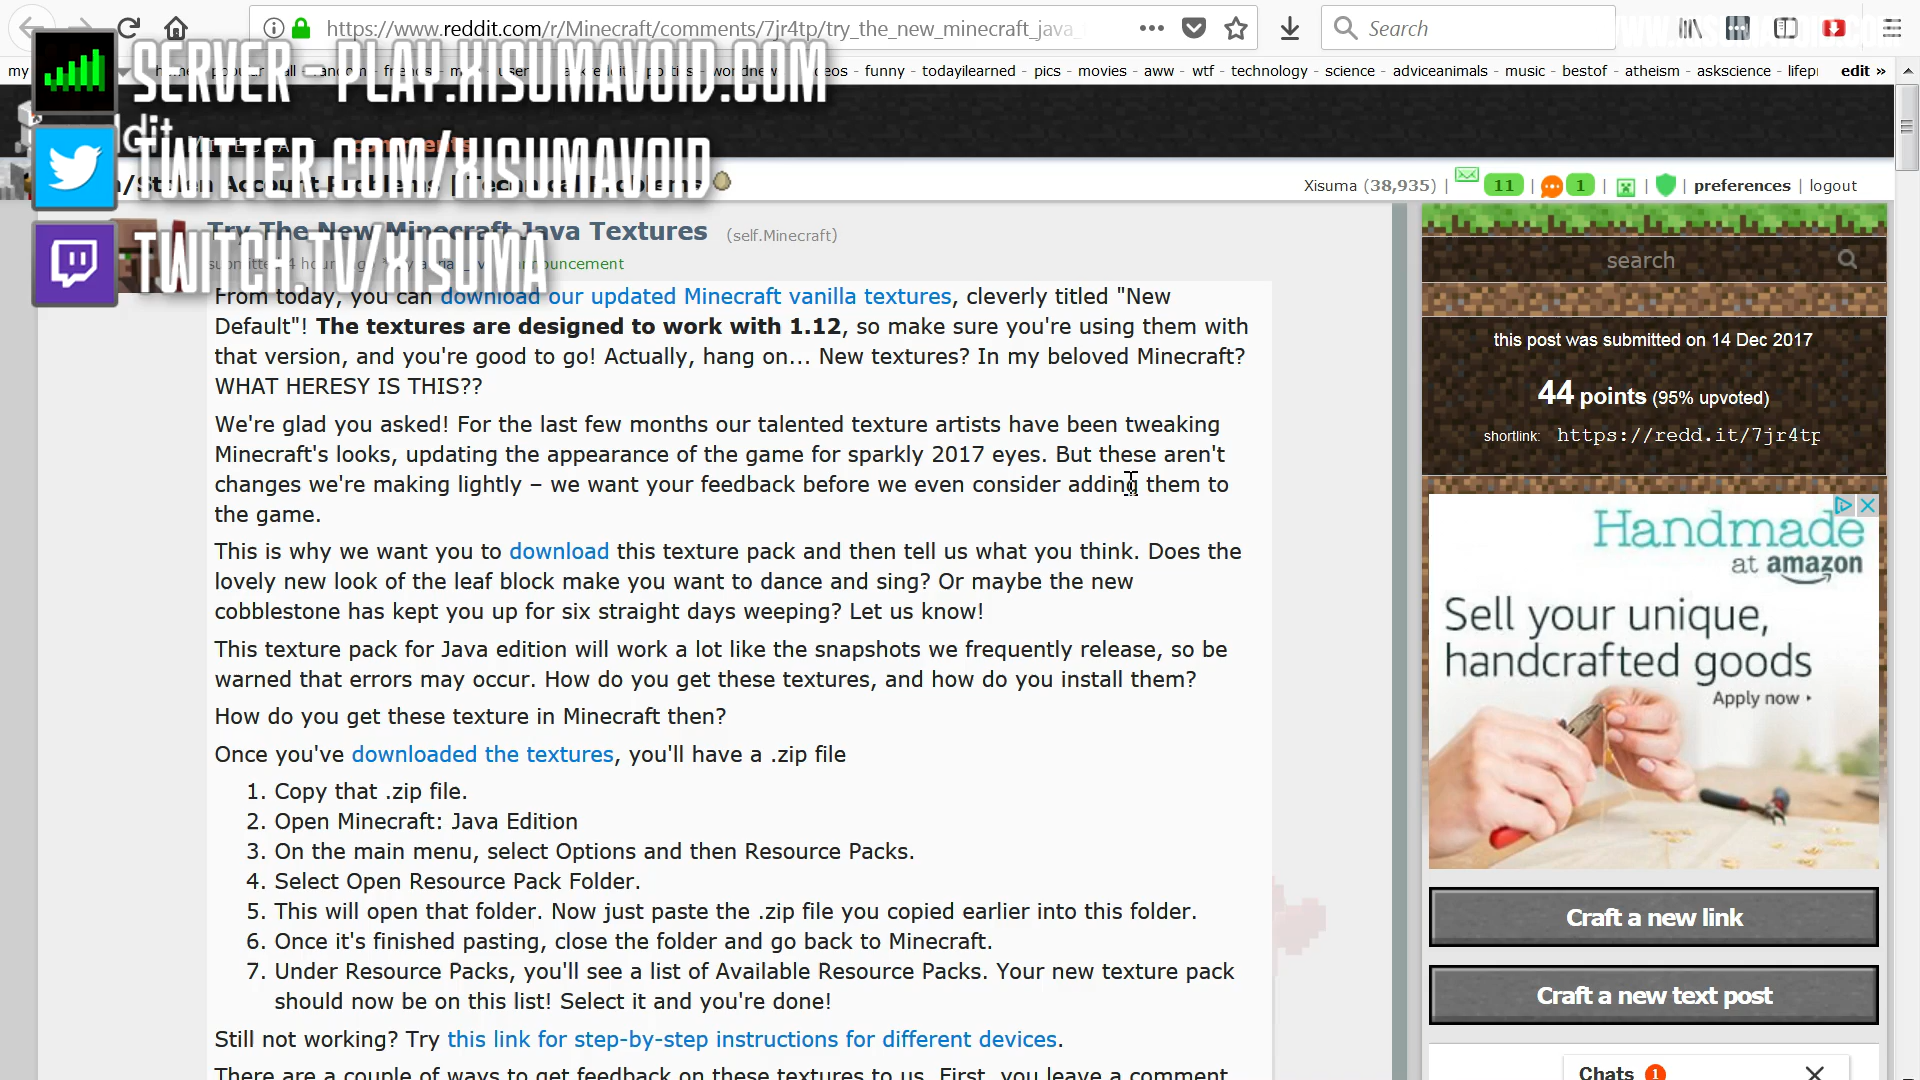 https://www.reddit.com/r/Minecraft/comments/7jr4tp/try_the_new_minecraft_java_
Search
my
funny - todayilearned - pics - movies - aww - wtf - technology - science - adviceanimals - music - bestof - atheism - askscience - lifepr
edit »
SERVER - PLAY.XISUMAVOID.COM
TWITTER.COM/XISUMAVOID
TWITCH.TV/XISUMA
Xisuma (38,935) | 11 | 1 | | | preferences | logout
Try The New Minecraft Java Textures (self.Minecraft)
From today, you can download our updated Minecraft vanilla textures, cleverly titled "New
Default"! The textures are designed to work with 1.12, so make sure you're using them with
that version, and you're good to go! Actually, hang on... New textures? In my beloved Minecraft?
WHAT HERESY IS THIS??
We're glad you asked! For the last few months our talented texture artists have been tweaking
Minecraft's looks, updating the appearance of the game for sparkly 2017 eyes. But these aren't
changes we're making lightly – we want your feedback before we even consider adding them to
the game.
This is why we want you to download this texture pack and then tell us what you think. Does the
lovely new look of the leaf block make you want to dance and sing? Or maybe the new
cobblestone has kept you up for six straight days weeping? Let us know!
This texture pack for Java edition will work a lot like the snapshots we frequently release, so be
warned that errors may occur. How do you get these textures, and how do you install them?
How do you get these texture in Minecraft then?
Once you've downloaded the textures, you'll have a .zip file
1. Copy that .zip file.
2. Open Minecraft: Java Edition
3. On the main menu, select Options and then Resource Packs.
4. Select Open Resource Pack Folder.
5. This will open that folder. Now just paste the .zip file you copied earlier into this folder.
6. Once it's finished pasting, close the folder and go back to Minecraft.
7. Under Resource Packs, you'll see a list of Available Resource Packs. Your new texture pack
should now be on this list! Select it and you're done!
Still not working? Try this link for step-by-step instructions for different devices.
There are a couple of ways to get feedback on these textures to us. First, you leave a comment
search
this post was submitted on 14 Dec 2017
44 points (95% upvoted)
shortlink: https://redd.it/7jr4tp
Handmade
at amazon
Sell your unique,
handcrafted goods
Apply now
Craft a new link
Craft a new text post
Chats 1